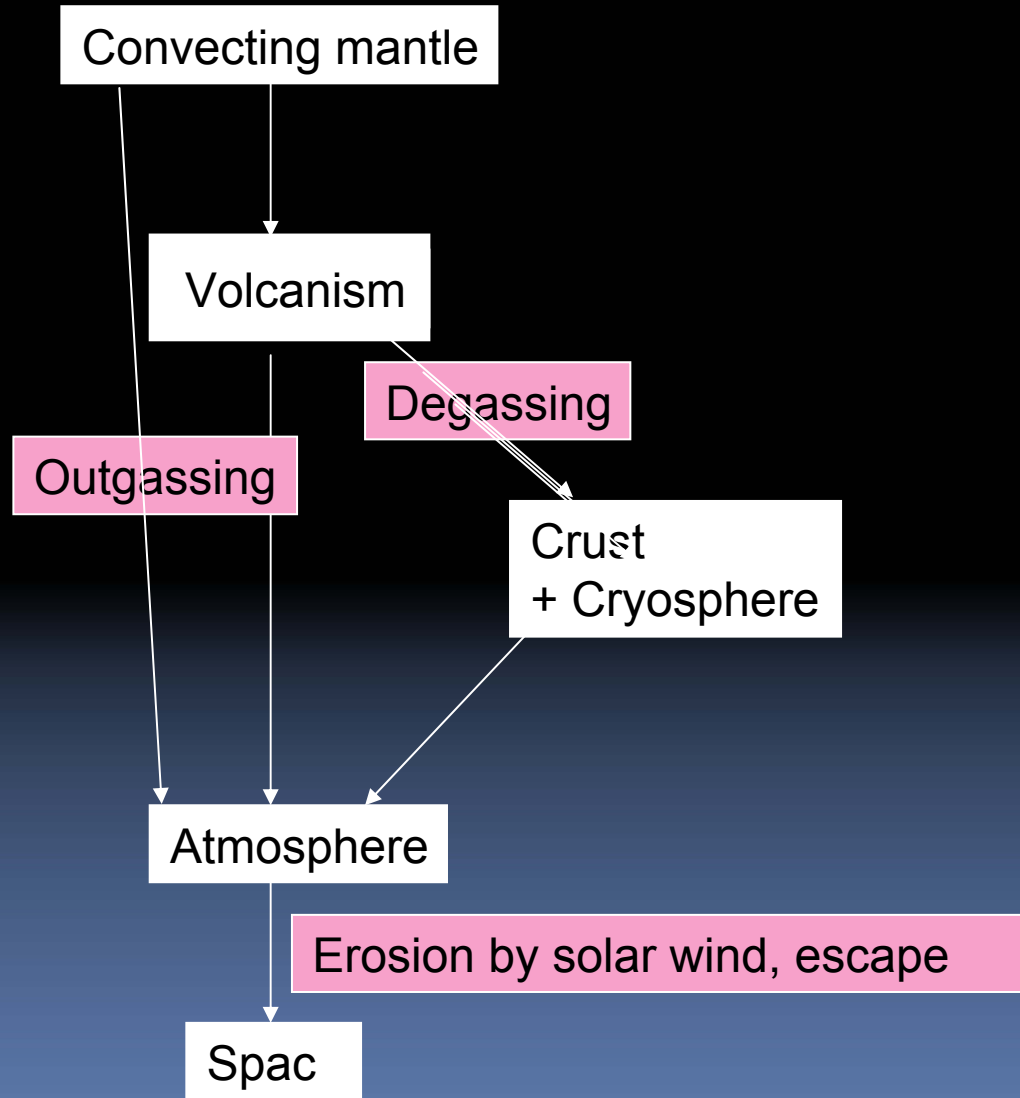 Convecting mantle
Volcanism
Degassing
Outgassing
Crust
+ Cryosphere
Atmosphere
Erosion by solar wind, escape
Spac